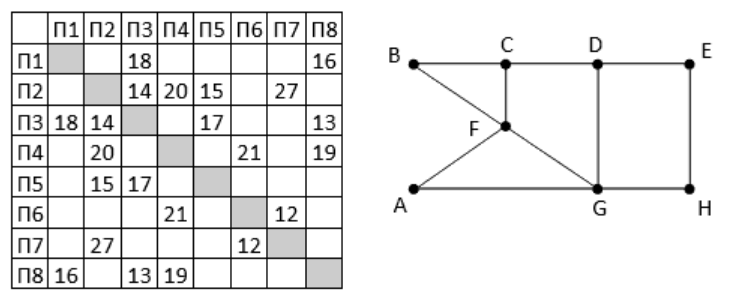 П1 П2 П3 П4 П5 П6 П7 П8
П1 18 16
П2 14 20 15 27
П3 18 14 17 13
П4 20 21 19
П5 15 17
П6 21 12
П7 27 12
П8 16 13 19
B C D E
F
A G H